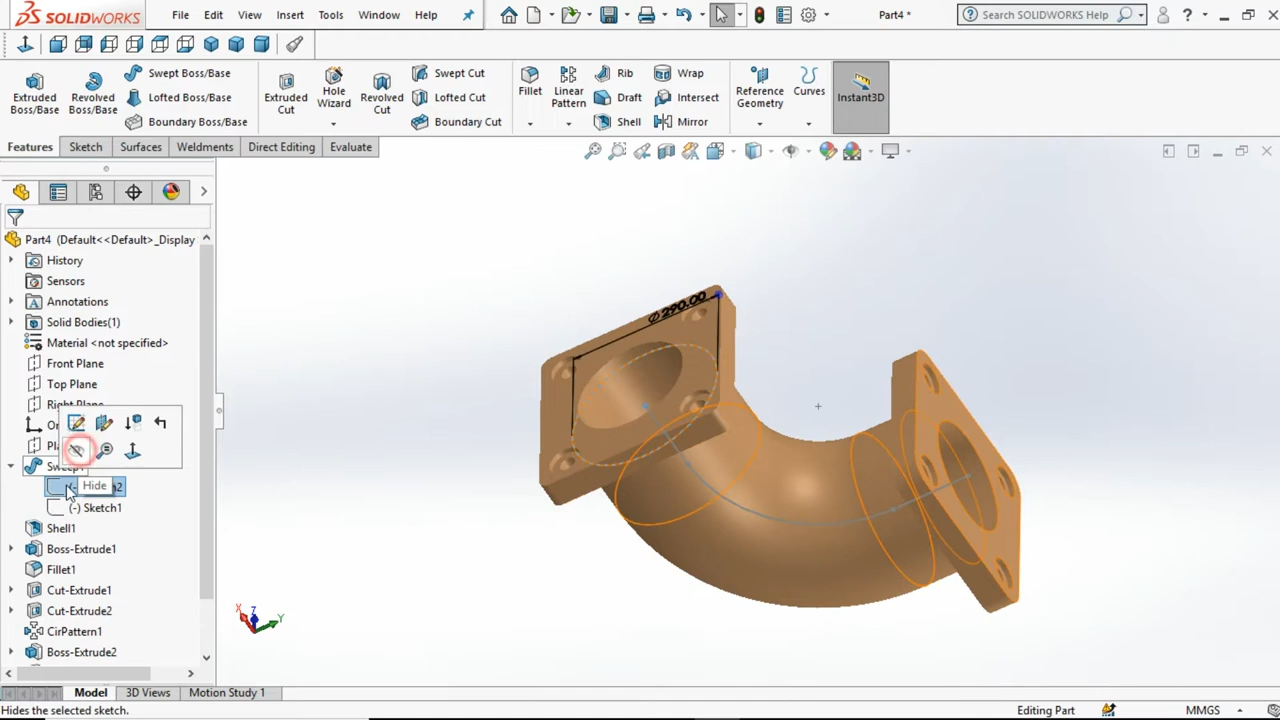 SOLIDWORKS File Edit View Insert Tools Window Help Part4 * Search SOLIDWORKS Help ?
Extruded Boss/Base
Revolved Boss/Base
Swept Boss/Base
Lofted Boss/Base
Boundary Boss/Base
Extruded Cut
Hole Wizard
Revolved Cut
Swept Cut
Lofted Cut
Boundary Cut
Fillet
Linear Pattern
Rib
Draft
Shell
Wrap
Intersect
Mirror
Reference Geometry
Curves
Instant3D
Features Sketch Surfaces Weldments Direct Editing Evaluate
Part4 (Default<<Default>_Display
History
Sensors
Annotations
Solid Bodies(1)
Material <not specified>
Front Plane
Top Plane
Hide
(-) Sketch1
Shell1
Boss-Extrude1
Fillet1
Cut-Extrude1
Cut-Extrude2
CirPattern1
Boss-Extrude2
Ø290.00
X Z Y
Model 3D Views Motion Study 1
Hides the selected sketch. Editing Part MMGS